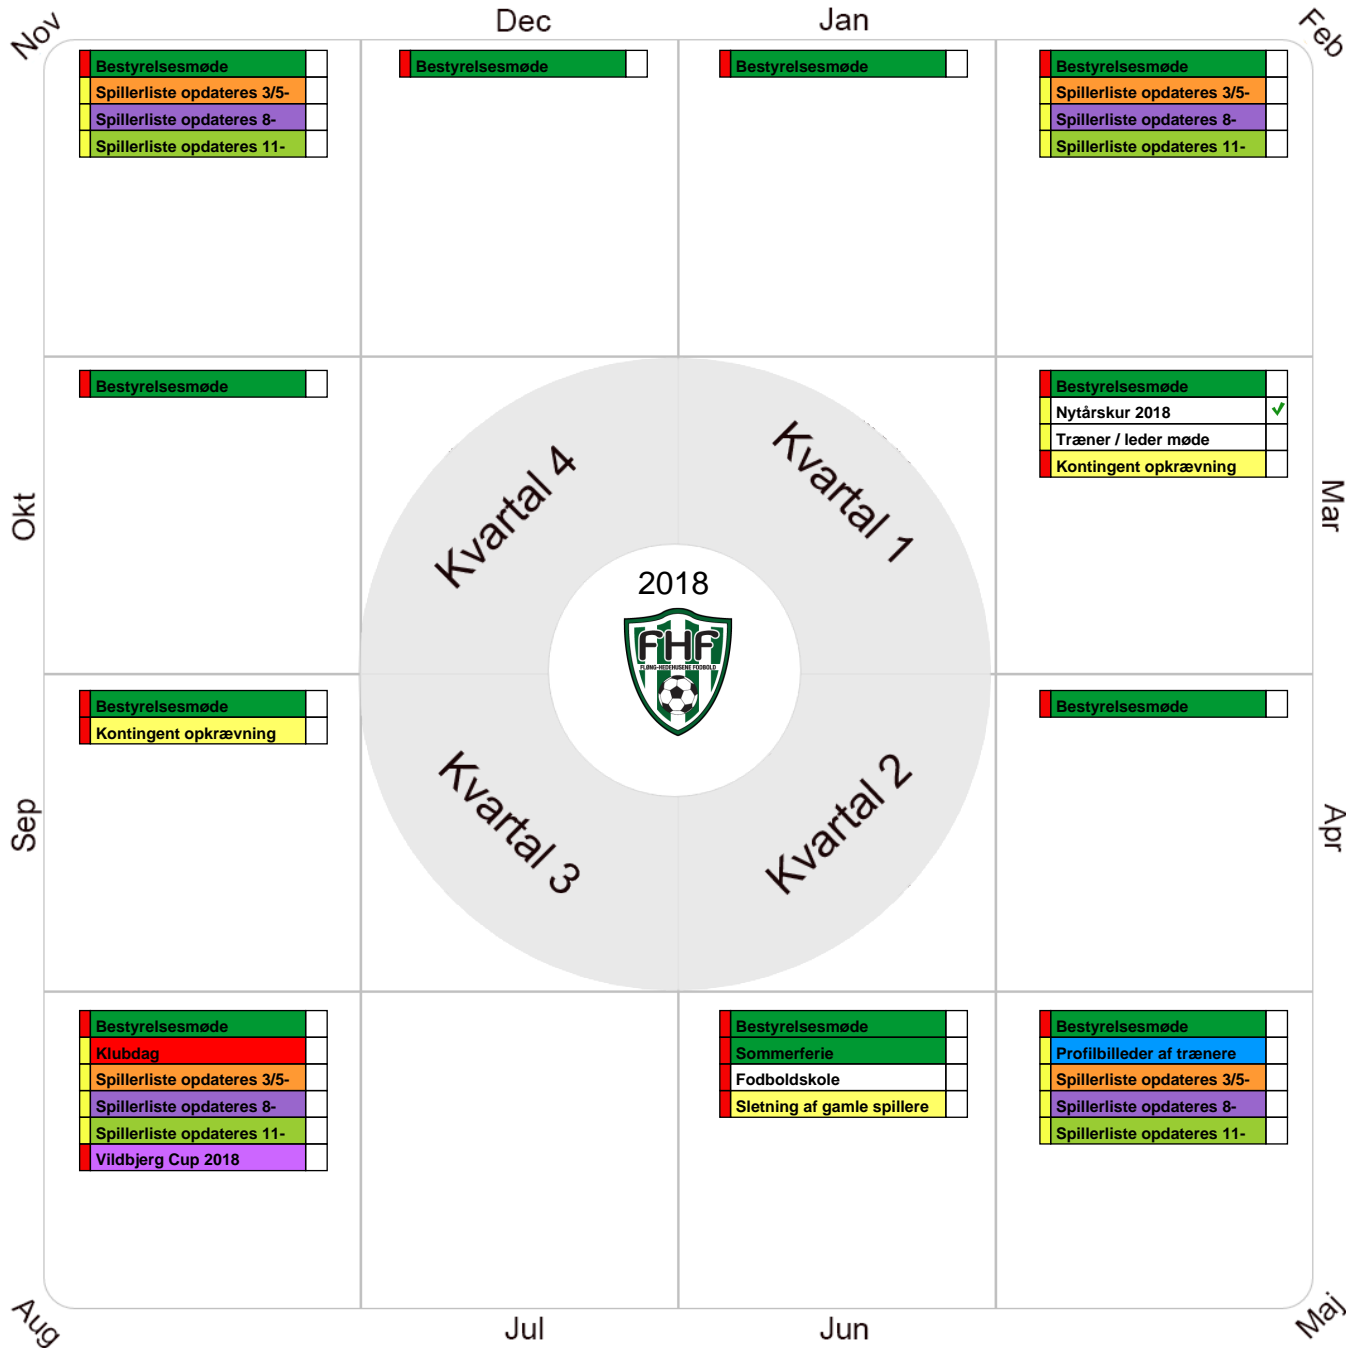 Nov
Dec
Jan
Feb
Bestyrelsesmøde
Spillerliste opdateres 3/5-
Spillerliste opdateres 8-
Spillerliste opdateres 11-
Bestyrelsesmøde
Bestyrelsesmøde
Bestyrelsesmøde
Spillerliste opdateres 3/5-
Spillerliste opdateres 8-
Spillerliste opdateres 11-
Okt
Bestyrelsesmøde
Kvartal 4
Kvartal 1
Bestyrelsesmøde
Nytårskur 2018
Træner / leder møde
Kontingent opkrævning
Mar
2018
FHF
FLØNG-HEDEHUSENE FODBOLD
Sep
Bestyrelsesmøde
Kontingent opkrævning
Kvartal 3
Kvartal 2
Bestyrelsesmøde
Apr
Bestyrelsesmøde
Klubdag
Spillerliste opdateres 3/5-
Spillerliste opdateres 8-
Spillerliste opdateres 11-
Vildbjerg Cup 2018
Bestyrelsesmøde
Sommerferie
Fodboldskole
Sletning af gamle spillere
Bestyrelsesmøde
Profilbilleder af trænere
Spillerliste opdateres 3/5-
Spillerliste opdateres 8-
Spillerliste opdateres 11-
Aug
Jul
Jun
Maj